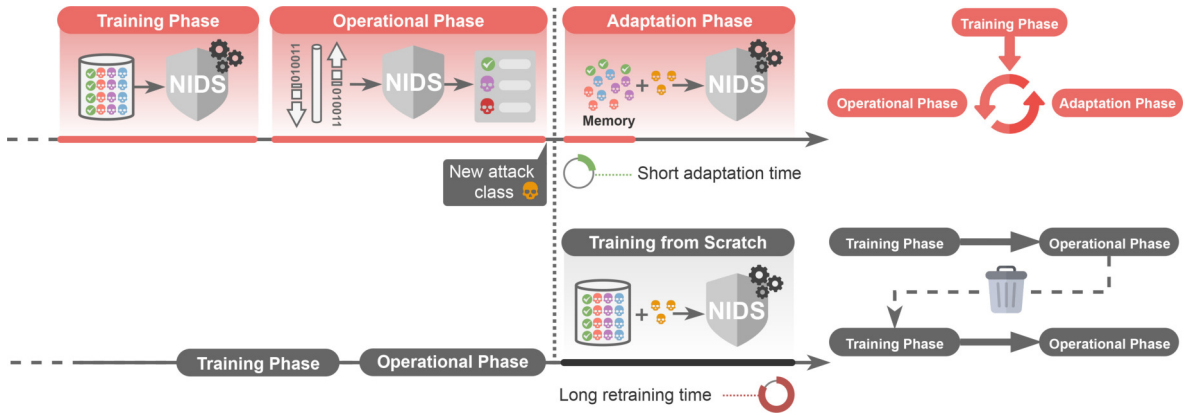 Training Phase
Operational Phase
Adaptation Phase
Training Phase
NIDS
010011
010011
NIDS
NIDS
Memory
Operational Phase
Adaptation Phase
New attack
class
Short adaptation time
Training from Scratch
Training Phase
Operational Phase
NIDS
Training Phase
Operational Phase
Training Phase
Operational Phase
Long retraining time